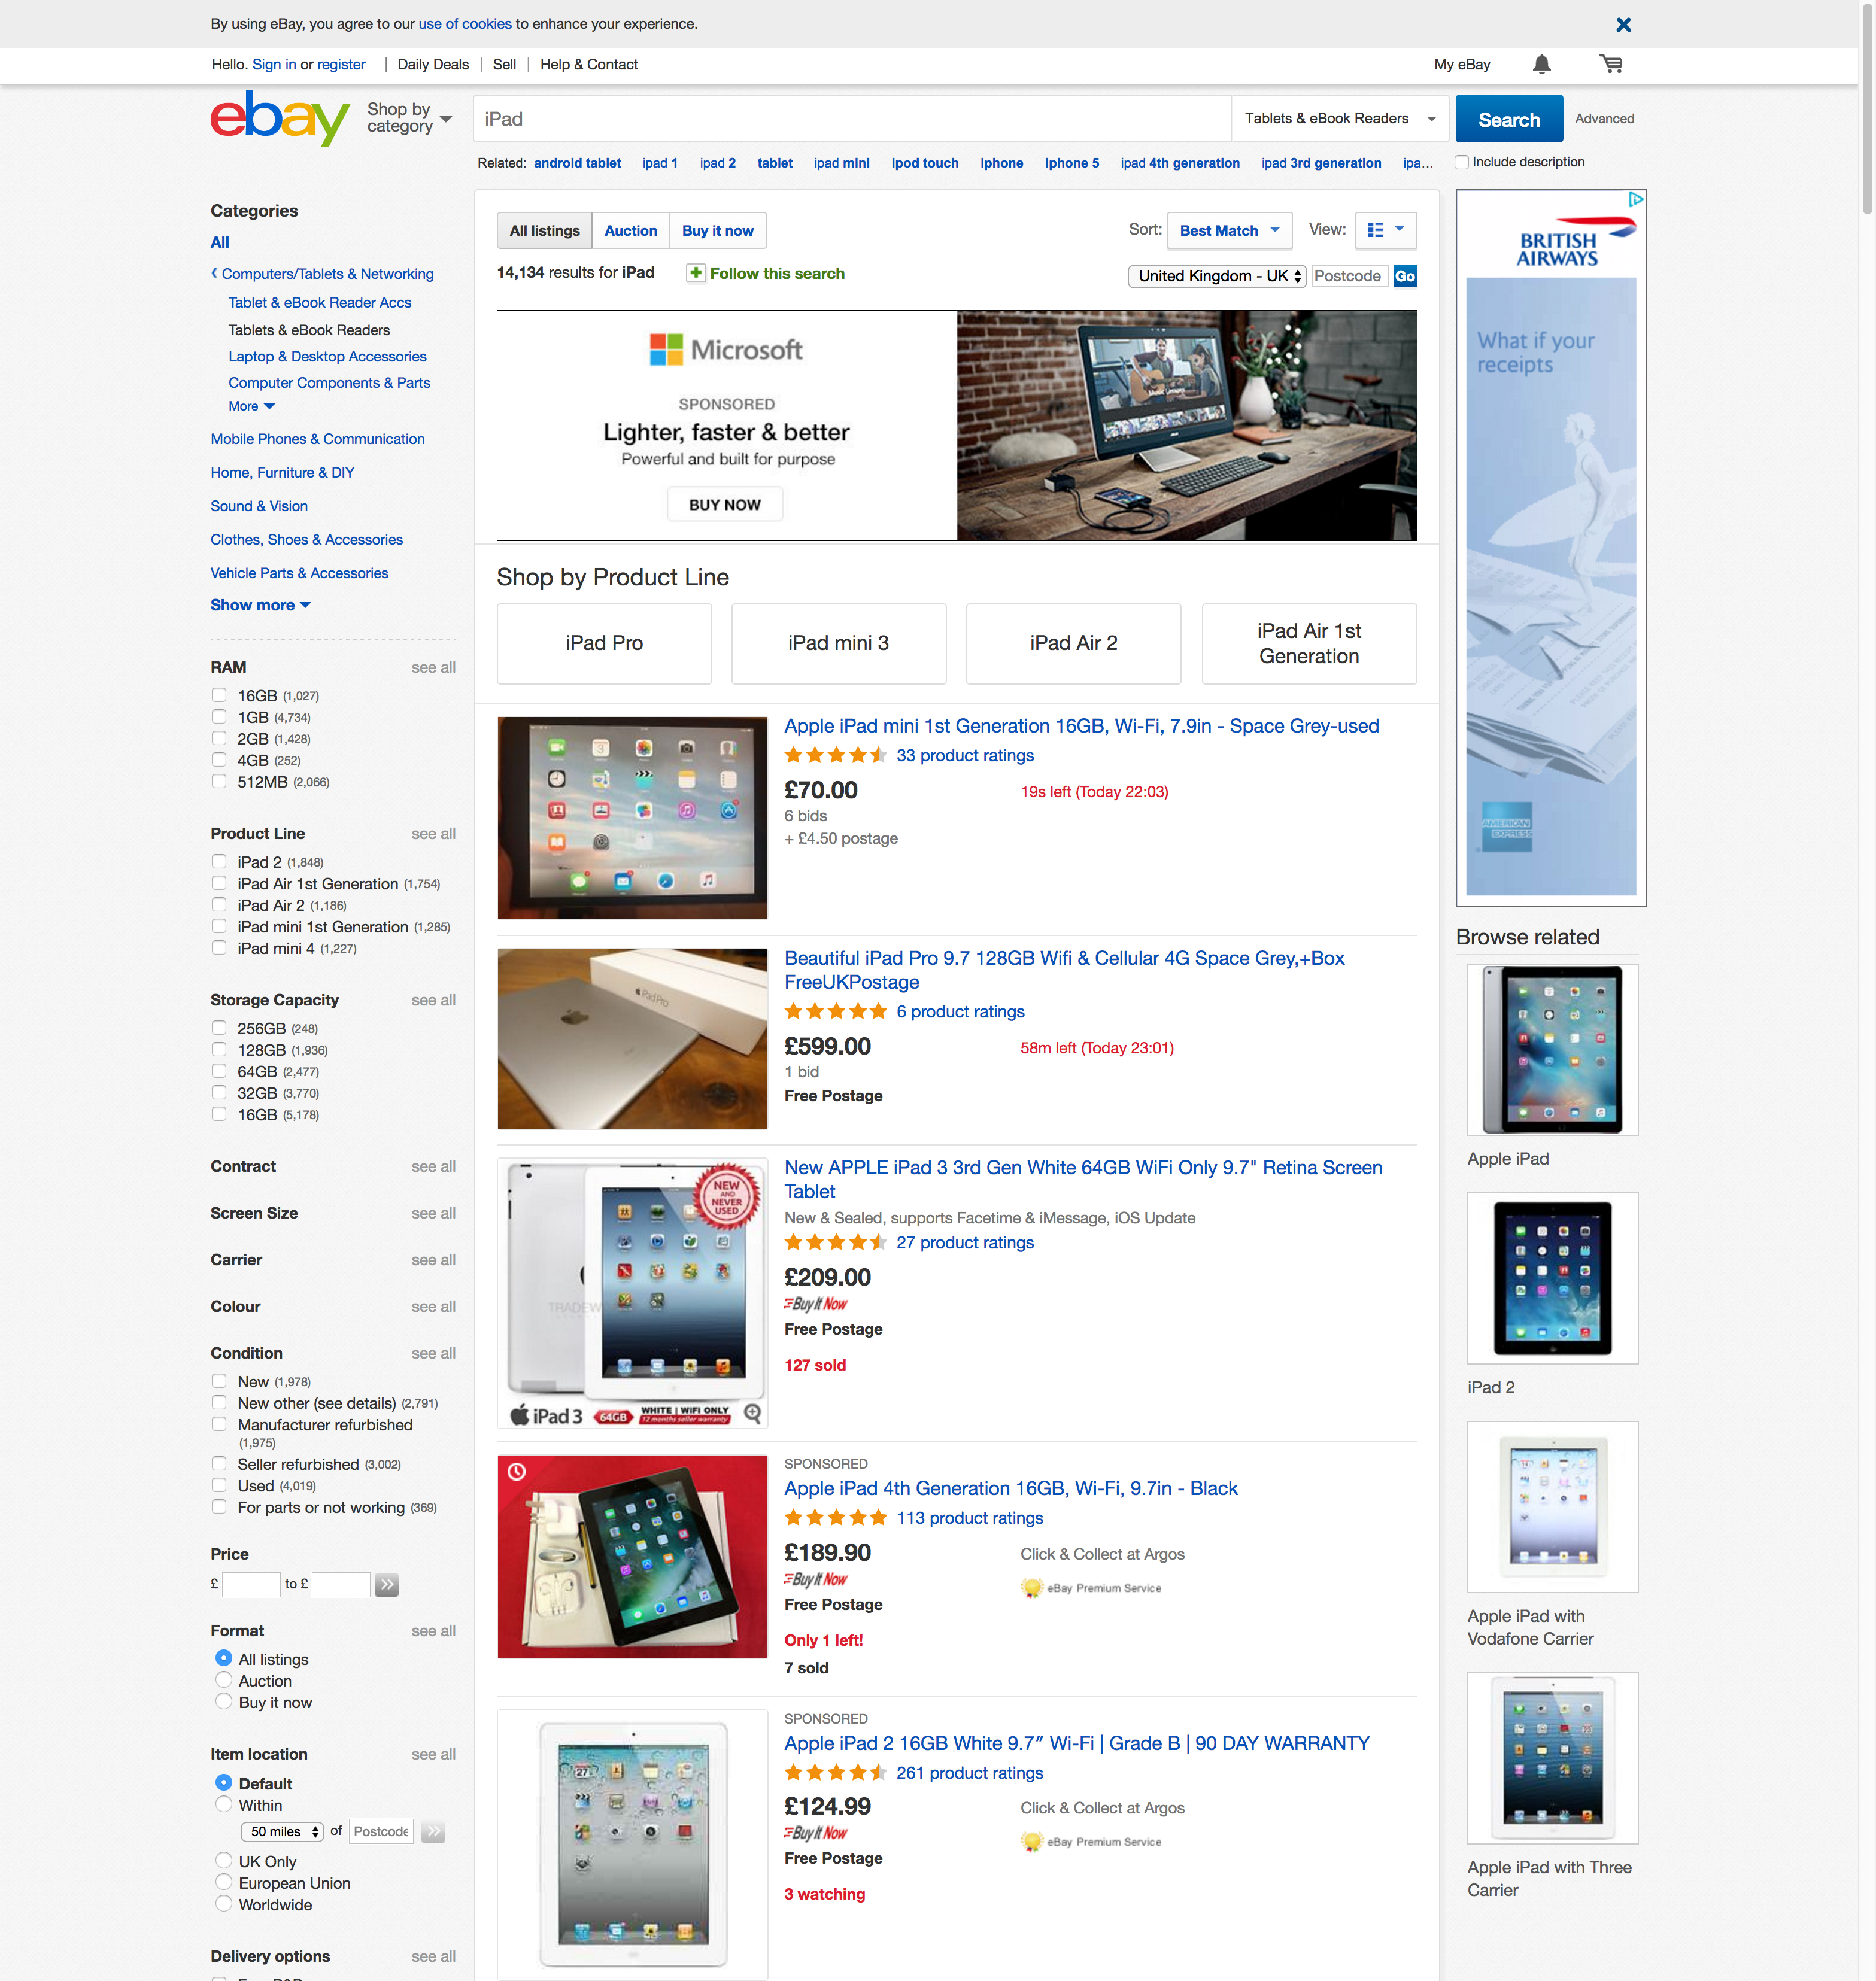 By using eBay, you agree to our use of cookies to enhance your experience.
Hello. Sign in or register | Daily Deals | Sell | Help & Contact
My eBay
ebay
Shop by category
iPad
Tablets & eBook Readers
Search
Advanced
Related: android tablet ipad 1 ipad 2 tablet ipad mini ipod touch iphone iphone 5 ipad 4th generation ipad 3rd generation ipa...
Include description
Categories
All
Computers/Tablets & Networking
Tablet & eBook Reader Accs
Tablets & eBook Readers
Laptop & Desktop Accessories
Computer Components & Parts
More
Mobile Phones & Communication
Home, Furniture & DIY
Sound & Vision
Clothes, Shoes & Accessories
Vehicle Parts & Accessories
Show more
RAM see all
16GB (1,027)
1GB (4,734)
2GB (1,428)
4GB (252)
512MB (2,066)
Product Line see all
iPad 2 (1,848)
iPad Air 1st Generation (1,754)
iPad Air 2 (1,186)
iPad mini 1st Generation (1,285)
iPad mini 4 (1,227)
Storage Capacity see all
256GB (248)
128GB (1,936)
64GB (2,477)
32GB (3,770)
16GB (5,178)
Contract see all
Screen Size see all
Carrier see all
Colour see all
Condition see all
New (1,978)
New other (see details) (2,791)
Manufacturer refurbished
(1,975)
Seller refurbished (3,002)
Used (4,019)
For parts or not working (369)
Price
£ to £
Format see all
All listings
Auction
Buy it now
Item location see all
Default
Within
50 miles of Postcode
UK Only
European Union
Worldwide
Delivery options see all
All listings Auction Buy it now
Sort: Best Match View:
14,134 results for iPad
Follow this search
United Kingdom - UK Postcode Go
Microsoft
SPONSORED
Lighter, faster & better
Powerful and built for purpose
BUY NOW
Shop by Product Line
iPad Pro
iPad mini 3
iPad Air 2
iPad Air 1st
Generation
Apple iPad mini 1st Generation 16GB, Wi-Fi, 7.9in - Space Grey-used
33 product ratings
£70.00
19s left (Today 22:03)
6 bids
+ £4.50 postage
Beautiful iPad Pro 9.7 128GB Wifi & Cellular 4G Space Grey,+Box
FreeUKPostage
6 product ratings
£599.00
58m left (Today 23:01)
1 bid
Free Postage
iPad Pro
New APPLE iPad 3 3rd Gen White 64GB WiFi Only 9.7" Retina Screen
Tablet
New & Sealed, supports Facetime & iMessage, iOS Update
27 product ratings
£209.00
Buy It Now
Free Postage
127 sold
NEW
AND
NEVER
USED
TRADEW
iPad 3 64GB WHITE | WiFi ONLY
12 months seller warranty
SPONSORED
Apple iPad 4th Generation 16GB, Wi-Fi, 9.7in - Black
113 product ratings
£189.90
Click & Collect at Argos
Buy It Now
eBay Premium Service
Free Postage
Only 1 left!
7 sold
SPONSORED
Apple iPad 2 16GB White 9.7″ Wi-Fi | Grade B | 90 DAY WARRANTY
261 product ratings
£124.99
Click & Collect at Argos
Buy It Now
eBay Premium Service
Free Postage
3 watching
BRITISH
AIRWAYS
What if your
receipts
AMERICAN
EXPRESS
Browse related
Apple iPad
iPad 2
Apple iPad with
Vodafone Carrier
Apple iPad with Three
Carrier